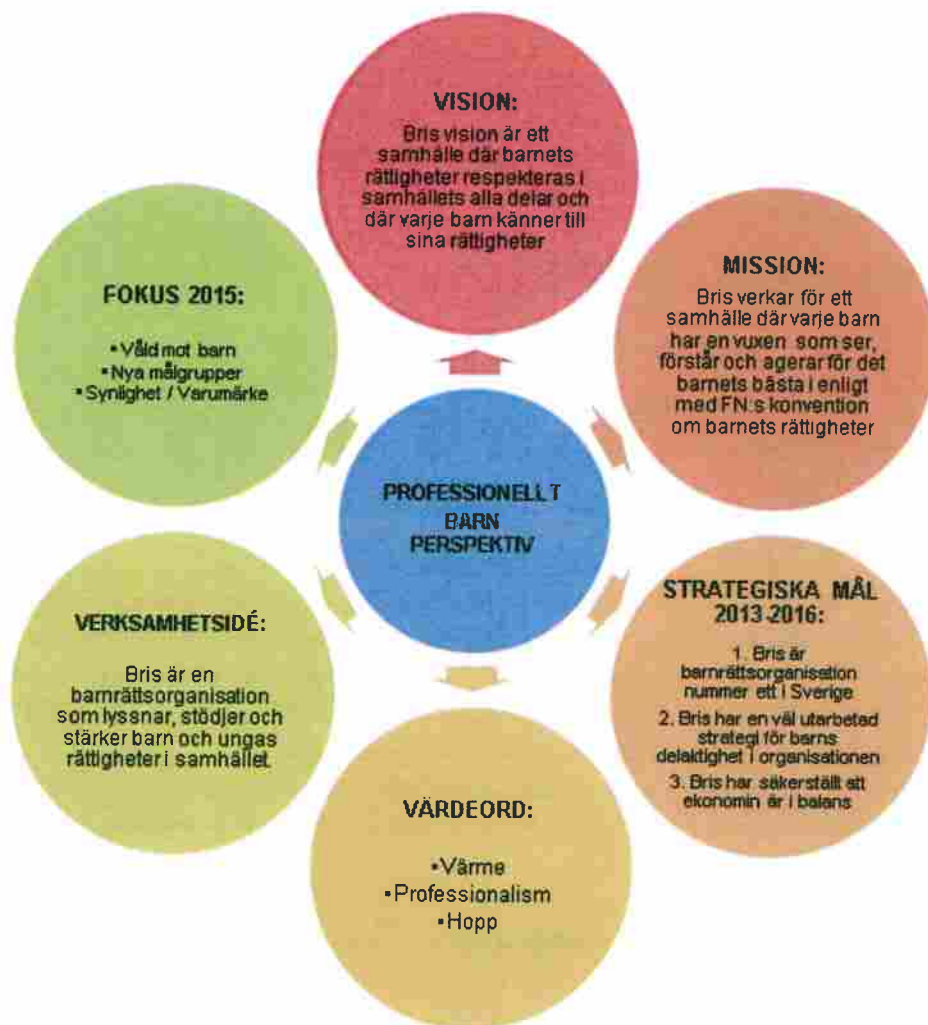 VISION:
Bris vision är ett
samhälle där barnets
rättigheter respekteras i
samhällets alla delar och
där varje barn känner till
sina rättigheter
MISSION:
Bris verkar för ett
samhälle där varje barn
har en vuxen som ser,
förstår och agerar för det
barnets bästa i enligt
med FN:s konvention
om barnets rättigheter
STRATEGISKA MÅL
2013-2016:
1. Bris är
barnrättsorganisation
nummer ett i Sverige
2. Bris har en väl utarbetad
strategi för barns
delaktighet i organisationen
3. Bris har säkerställt att
ekonomin är i balans
VÄRDEORD:
▪Värme
▪Professionalism
▪Hopp
VERKSAMHETSIDÉ:
Bris är en
barnrättsorganisation
som lyssnar, stödjer och
stärker barn och ungas
rättigheter i samhället
FOKUS 2015:
▪Våld mot barn
▪Nya målgrupper
▪Synlighet / Varumärke
PROFESSIONELLT
BARN
PERSPEKTIV